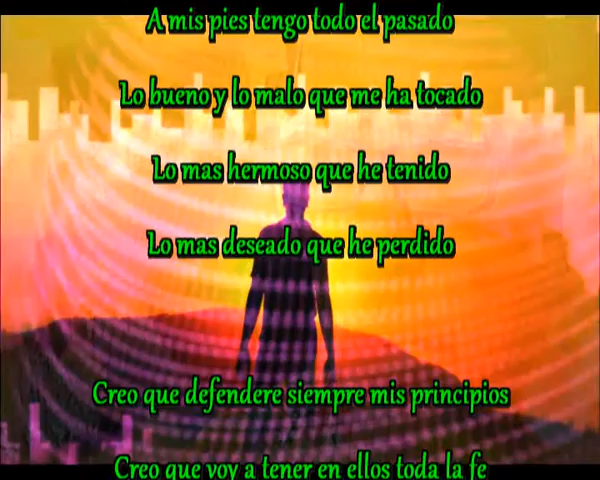 A mis pies tengo todo el pasado
Lo bueno y lo malo que me ha tocado
Lo mas hermoso que he tenido
Lo mas deseado que he perdido
Creo que defendere siempre mis principios
Creo que voy a tener en ellos toda la fe